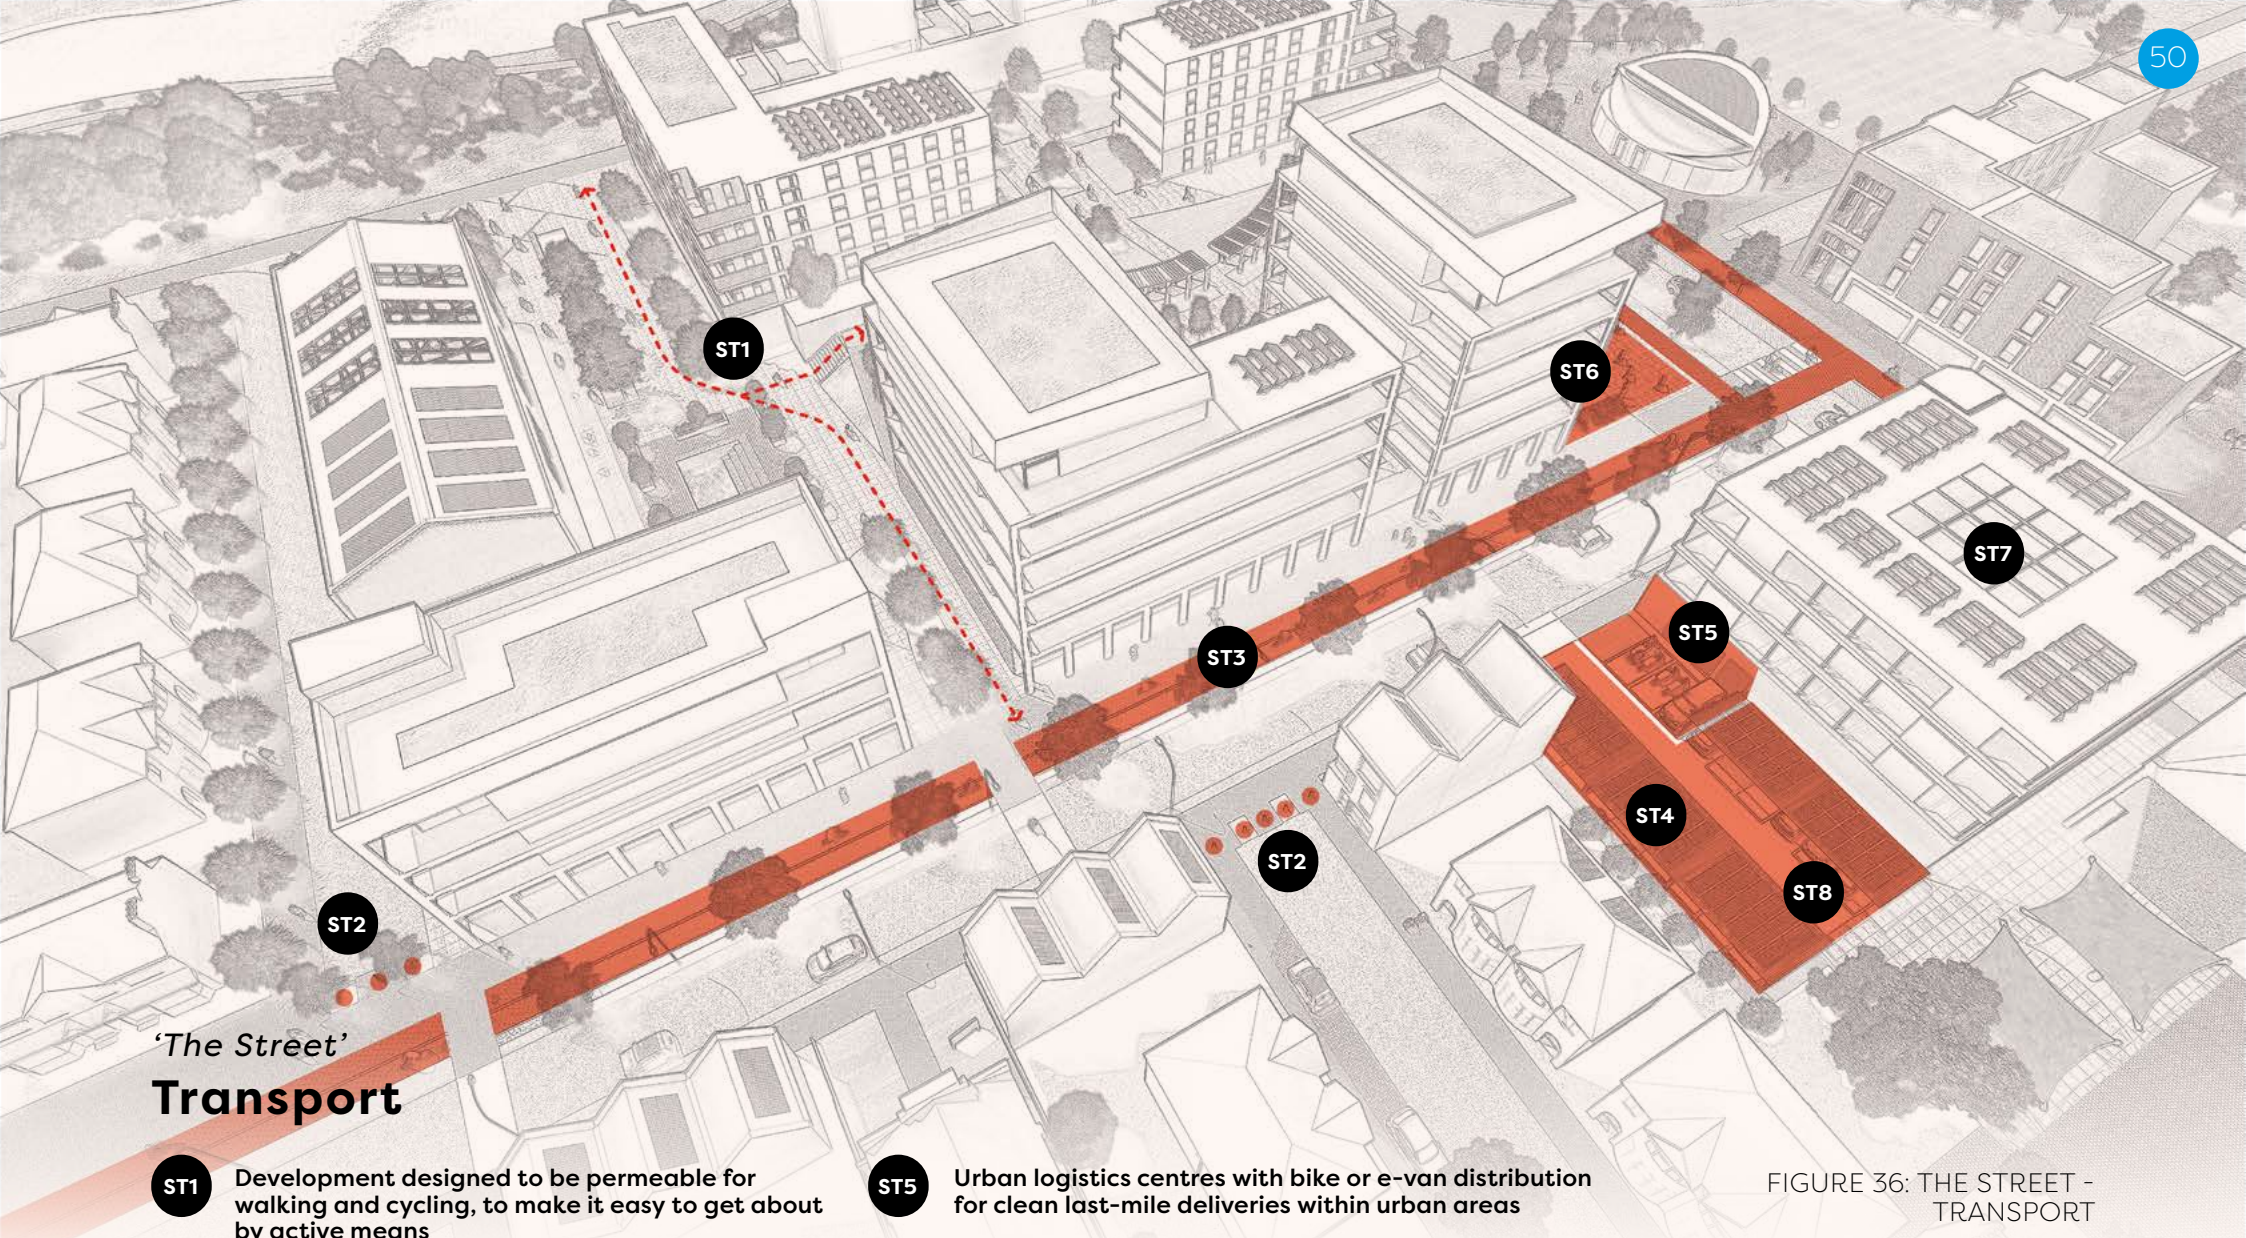 50
ST1
ST6
ST7
ST5
ST3
ST4
ST2
ST8
ST2
‘The Street’
Transport
ST1
Development designed to be permeable for
walking and cycling, to make it easy to get about
by active means
ST5
Urban logistics centres with bike or e-van distribution
for clean last-mile deliveries within urban areas
FIGURE 36: THE STREET -
TRANSPORT